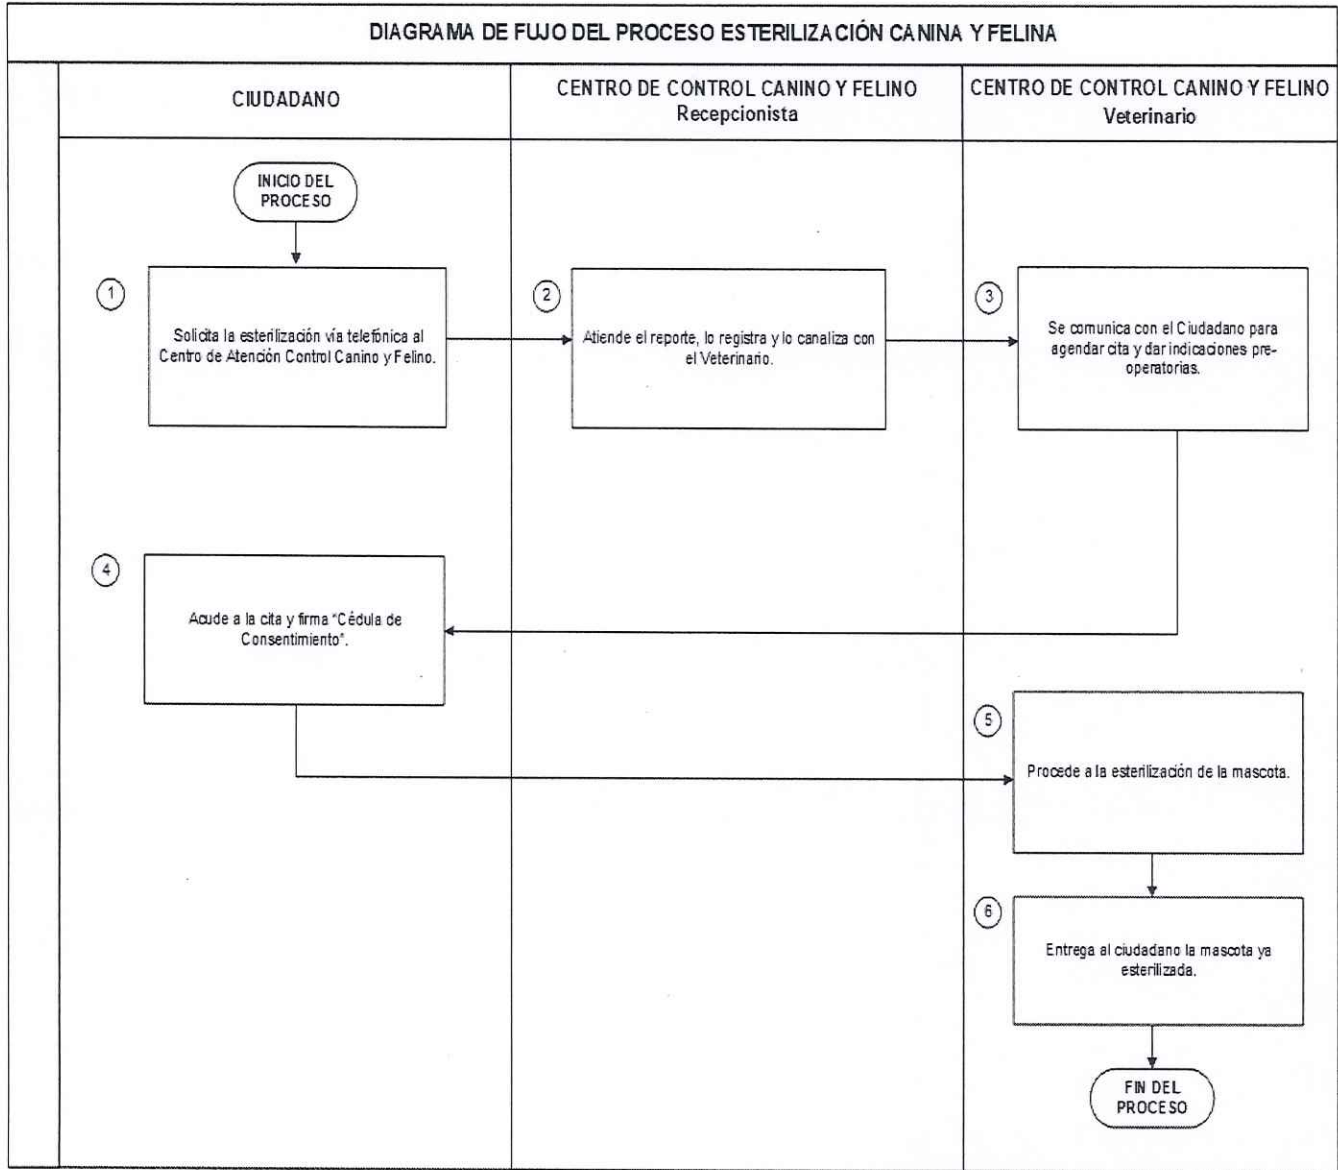 DIAGRAMA DE FUJO DEL PROCESO ESTERILIZACIÓN CANINA Y FELINA
CIUDADANO
CENTRO DE CONTROL CANINO Y FELINO
Recepcionista
CENTRO DE CONTROL CANINO Y FELINO
Veterinario
INICIO DEL
PROCESO
1
Solicita la esterilización vía telefónica al
Centro de Atención Control Canino y Felino.
2
Atiende el reporte, lo registra y lo canaliza con
el Veterinario.
3
Se comunica con el Ciudadano para
agendar cita y dar indicaciones pre-
operatorias.
4
Acude a la cita y firma "Cédula de
Consentimiento".
5
Procede a la esterilización de la mascota.
6
Entrega al ciudadano la mascota ya
esterilizada.
FIN DEL
PROCESO